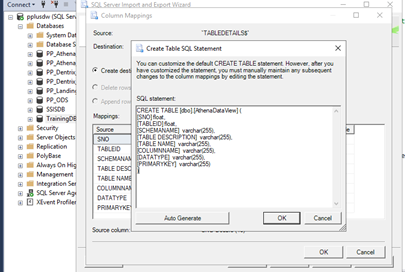 Connect
SQL Server Import and Export Wizard
Column Mappings
pplusdw (SQL Serv
Databases
System Data
Database S
PP_Athena
PP_Dentrix
PP_Dentrix
PP_Landing
PP_ODS
SSISDB
TrainingDB
Security
Server Objects
Replication
PolyBase
Always On Hig
Management
Integration Serv
SQL Server Agen
XEvent Profiler
Source:
'TABLEDETAILS$'
Destination:
Create desti
Delete rows
Append row
Mappings:
Source
SNO
TABLEID
SCHEMANAM
TABLE DESC
TABLE NAME
COLUMNNAM
DATATYPE
PRIMARYKEY
Source column
Create Table SQL Statement
You can customize the default CREATE TABLE statement. However, after you
have customized the statement, you must manually maintain any subsequent
changes to the column mappings by editing the statement.
SQL statement:
CREATE TABLE [dbo].[AthenaDataView] (
[SNO] float,
[TABLEID] float,
[SCHEMANAME] varchar(255),
[TABLE DESCRIPTION] varchar(255),
[TABLE NAME] varchar(255),
[COLUMNNAME] varchar(255),
[DATATYPE] varchar(255),
[PRIMARYKEY] varchar(255)
)
Auto Generate
OK
Cancel
OK
Cancel